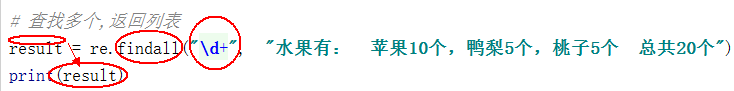 # 查找多个,返回列表
result = re.findall("\d+",  "水果有:  苹果10个，鸭梨5个，桃子5个  总共20个")
print(result)